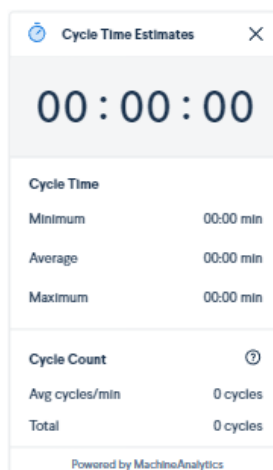 Cycle Time Estimates
00 : 00 : 00
Cycle Time
Minimum 00:00 min
Average 00:00 min
Maximum 00:00 min
Cycle Count
Avg cycles/min 0 cycles
Total 0 cycles
Powered by MachineAnalytics